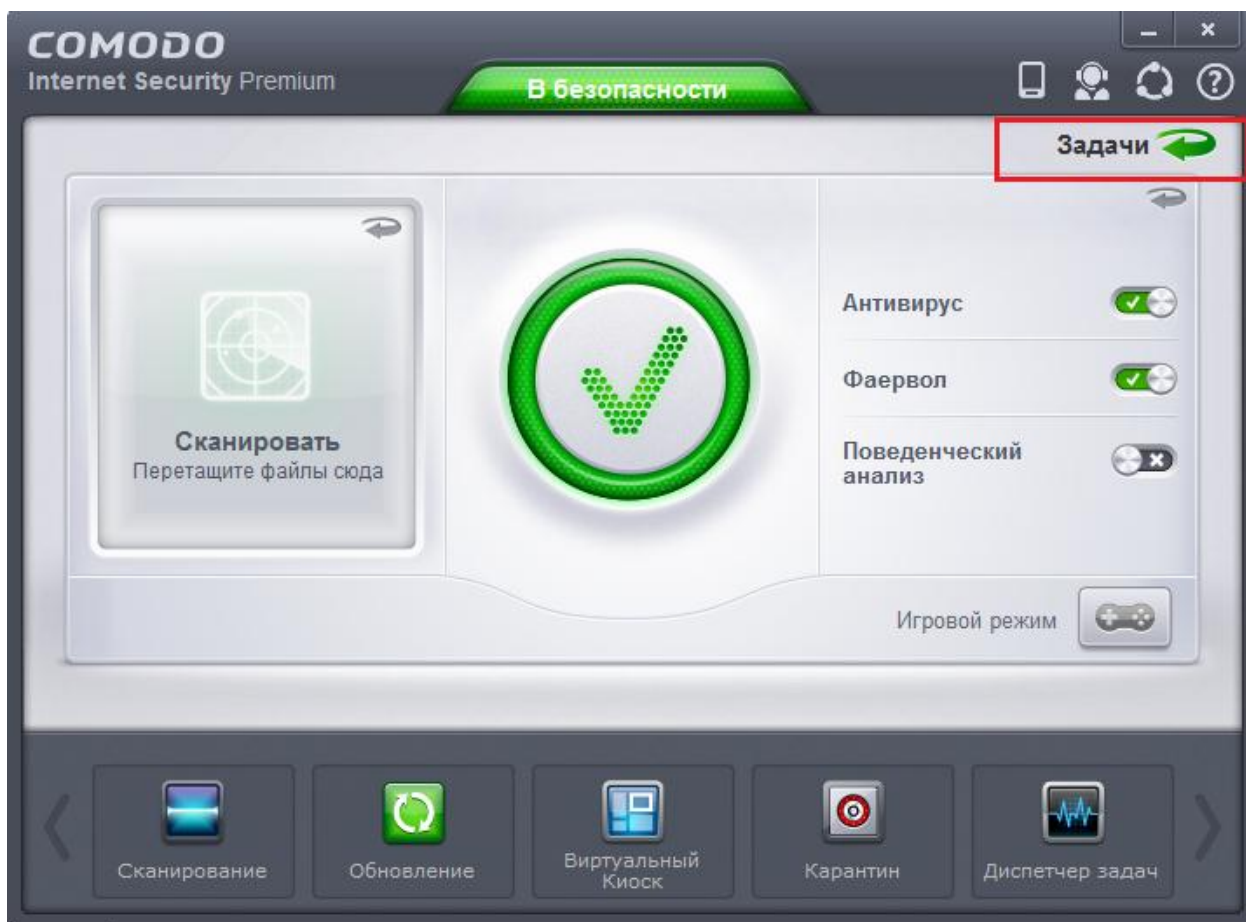 COMODO
Internet Security Premium
В безопасности
Задачи
Сканировать
Перетащите файлы сюда
Антивирус
Фаервол
Поведенческий
анализ
Игровой режим
Сканирование
Обновление
Виртуальный
Киоск
Карантин
Диспетчер задач